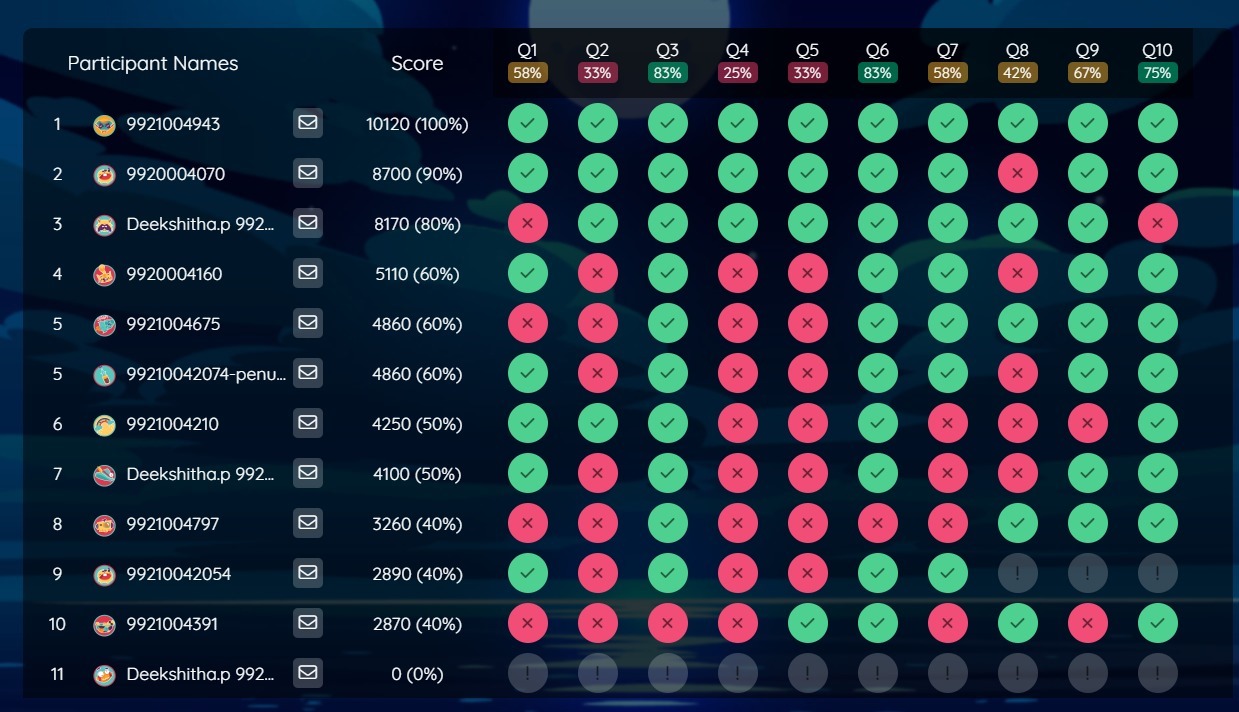 Participant Names Score Q1 Q2 Q3 Q4 Q5 Q6 Q7 Q8 Q9 Q10
58% 33% 83% 25% 33% 83% 58% 42% 67% 75%
1 9921004943 10120 (100%)
2 9920004070 8700 (90%)
3 Deekshitha.p 992... 8170 (80%)
4 9920004160 5110 (60%)
5 9921004675 4860 (60%)
5 99210042074-penu... 4860 (60%)
6 9921004210 4250 (50%)
7 Deekshitha.p 992... 4100 (50%)
8 9921004797 3260 (40%)
9 99210042054 2890 (40%)
10 9921004391 2870 (40%)
11 Deekshitha.p 992... 0 (0%)